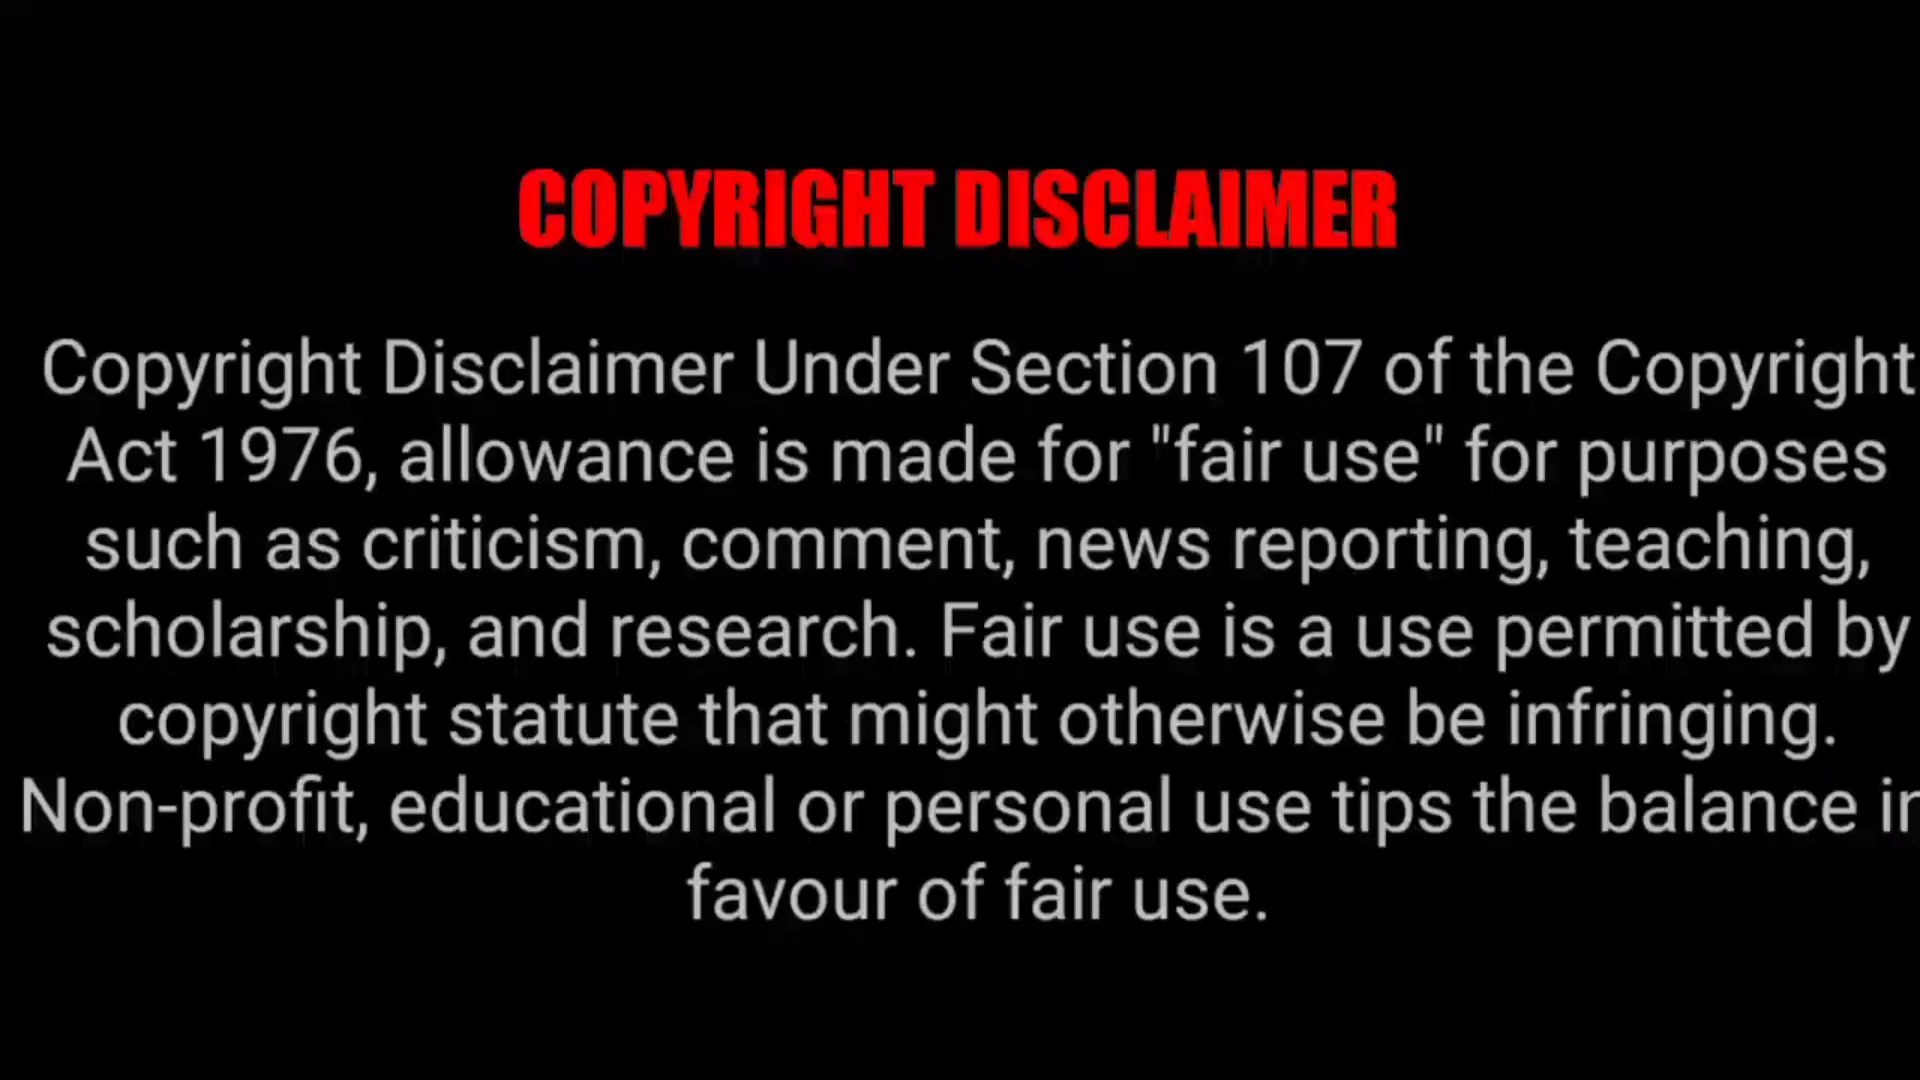 COPYRIGHT DISCLAIMER
Copyright Disclaimer Under Section 107 of the Copyright
Act 1976, allowance is made for "fair use" for purposes
such as criticism, comment, news reporting, teaching,
scholarship, and research. Fair use is a use permitted by
copyright statute that might otherwise be infringing.
Non-profit, educational or personal use tips the balance in
favour of fair use.